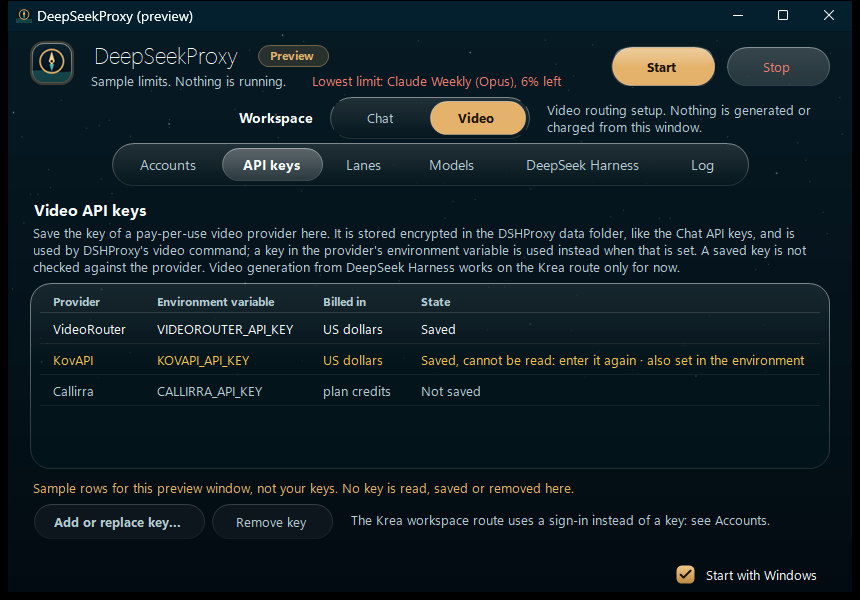 DeepSeekProxy (preview)
DeepSeekProxy Preview
Sample limits. Nothing is running. Lowest limit: Claude Weekly (Opus), 6% left
Start Stop
Workspace Chat Video
Video routing setup. Nothing is generated or
charged from this window.
Accounts API keys Lanes Models DeepSeek Harness Log
Video API keys
Save the key of a pay-per-use video provider here. It is stored encrypted in the DSHProxy data folder, like the Chat API keys, and is
used by DSHProxy's video command; a key in the provider's environment variable is used instead when that is set. A saved key is not
checked against the provider. Video generation from DeepSeek Harness works on the Krea route only for now.
Provider Environment variable Billed in State
VideoRouter VIDEOROUTER_API_KEY US dollars Saved
KovAPI KOVAPI_API_KEY US dollars Saved, cannot be read: enter it again · also set in the environment
Callirra CALLIRRA_API_KEY plan credits Not saved
Sample rows for this preview window, not your keys. No key is read, saved or removed here.
Add or replace key... Remove key The Krea workspace route uses a sign-in instead of a key: see Accounts.
Start with Windows